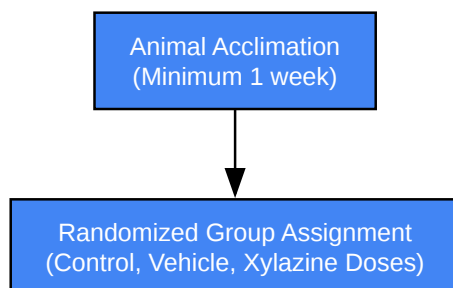 Animal Acclimation
(Minimum 1 week)
Randomized Group Assignment
(Control, Vehicle, Xylazine Doses)